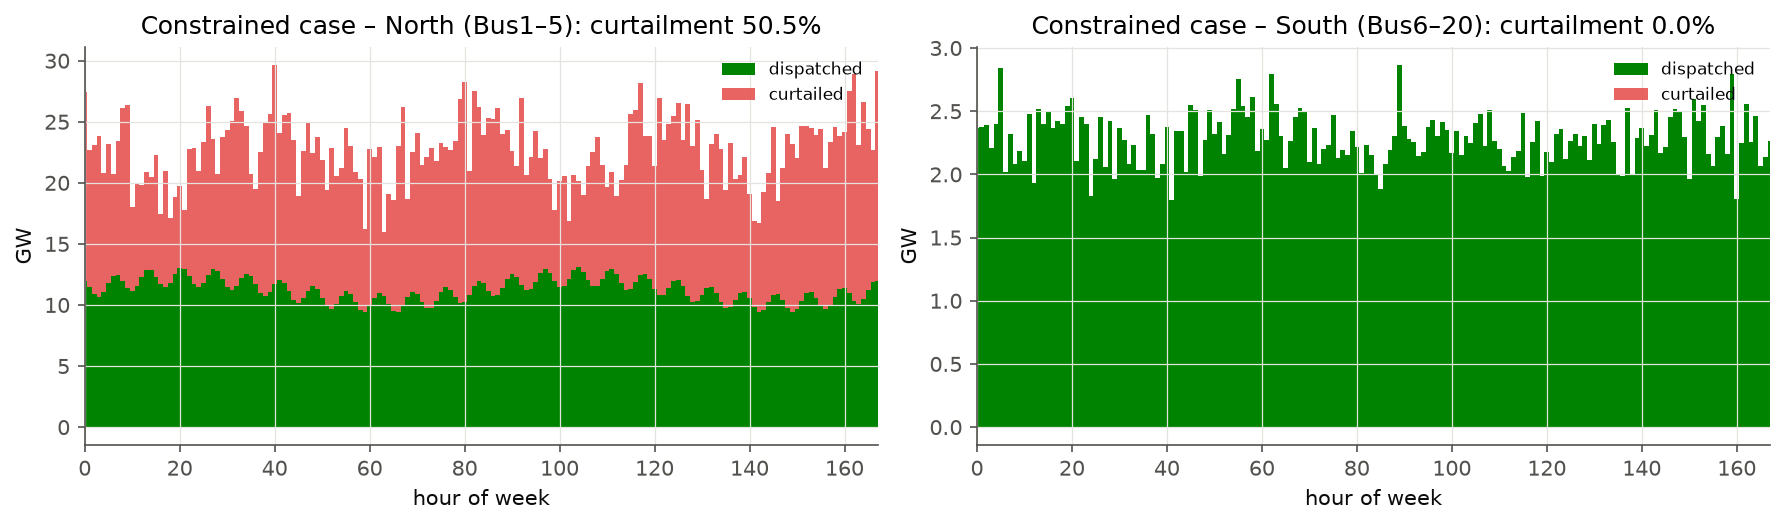 Constrained case – North (Bus1–5): curtailment 50.5%
30
25
20
15
10
5
0
GW
dispatched
curtailed
0 20 40 60 80 100 120 140 160
hour of week
Constrained case – South (Bus6–20): curtailment 0.0%
3.0
2.5
2.0
1.5
1.0
0.5
0.0
GW
dispatched
curtailed
0 20 40 60 80 100 120 140 160
hour of week